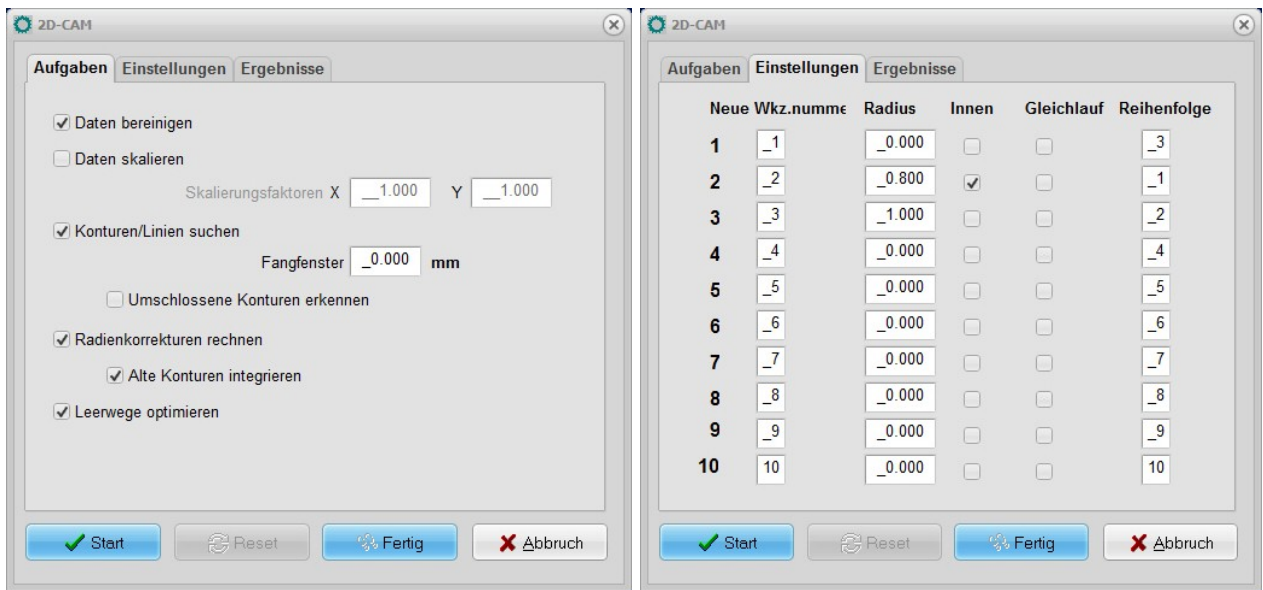 2D-CAM
Aufgaben Einstellungen Ergebnisse
Daten bereinigen
Daten skalieren
Skalierungsfaktoren X __1.000 Y __1.000
Konturen/Linien suchen
Fangfenster _0.000 mm
Umschlossene Konturen erkennen
Radienkorrekturen rechnen
Alte Konturen integrieren
Leerwege optimieren
Start Reset Fertig Abbruch
2D-CAM
Aufgaben Einstellungen Ergebnisse
Neue Wkz.numme Radius Innen Gleichlauf Reihenfolge
1 _1 _0.000 _3
2 _2 _0.800 _1
3 _3 _1.000 _2
4 _4 _0.000 _4
5 _5 _0.000 _5
6 _6 _0.000 _6
7 _7 _0.000 _7
8 _8 _0.000 _8
9 _9 _0.000 _9
10 10 _0.000 10
Start Reset Fertig Abbruch